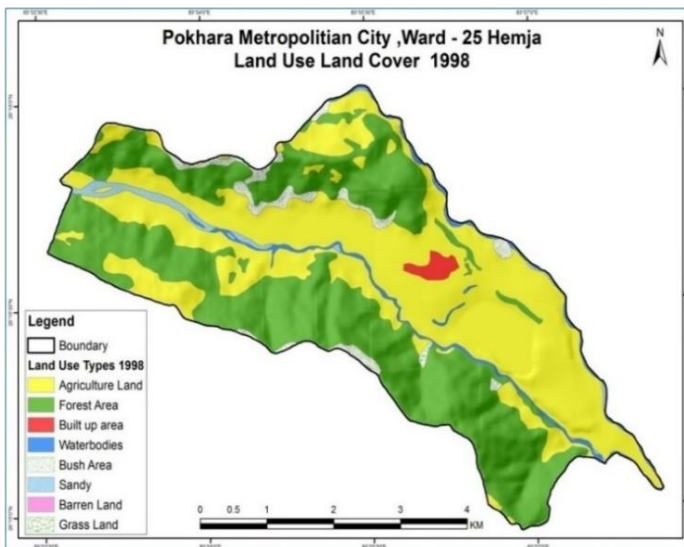 Pokhara Metropolitian City ,Ward - 25 Hemja
Land Use Land Cover 1998
N
Legend
Boundary
Land Use Types 1998
Agriculture Land
Forest Area
Built up area
Waterbodies
Bush Area
Sandy
Barren Land
Grass Land
0 0.5 1 2 3 4
KM